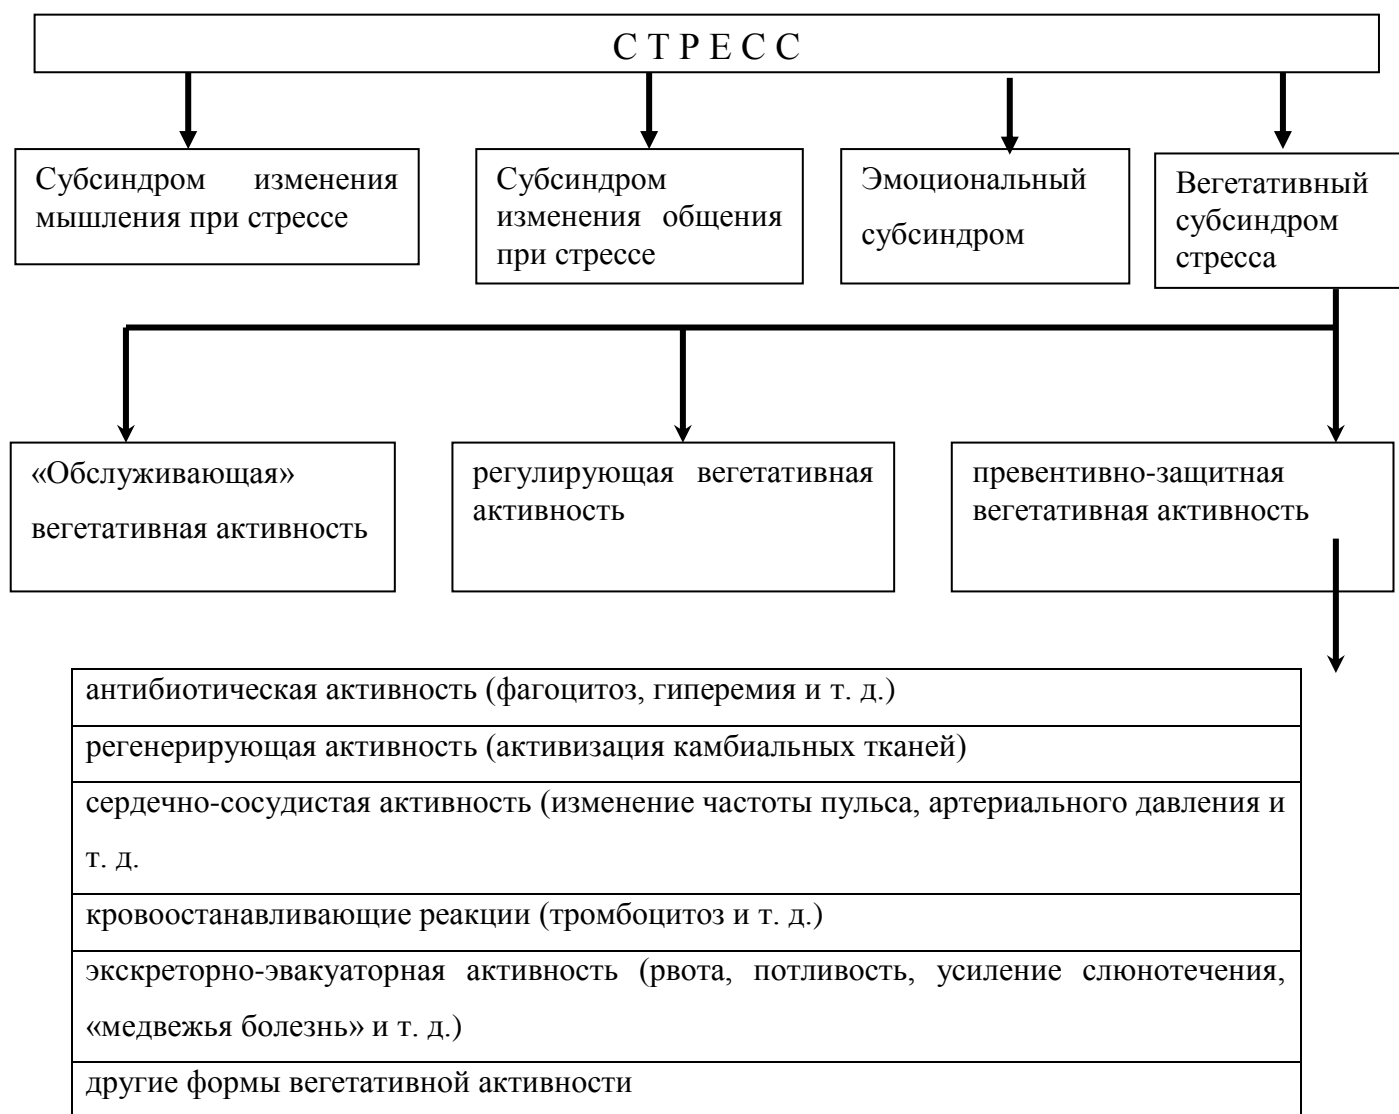 С Т Р Е С С
Субсиндром изменения
мышления при стрессе
Субсиндром
изменения общения
при стрессе
Эмоциональный
субсиндром
Вегетативный
субсиндром
стресса
«Обслуживающая»
вегетативная активность
регулирующая вегетативная
активность
превентивно-защитная
вегетативная активность
антибиотическая активность (фагоцитоз, гиперемия и т. д.)
регенерирующая активность (активизация камбиальных тканей)
сердечно-сосудистая активность (изменение частоты пульса, артериального давления и
т. д.
кровоостанавливающие реакции (тромбоцитоз и т. д.)
экскреторно-эвакуаторная активность (рвота, потливость, усиление слюнотечения,
«медвежья болезнь» и т. д.)
другие формы вегетативной активности